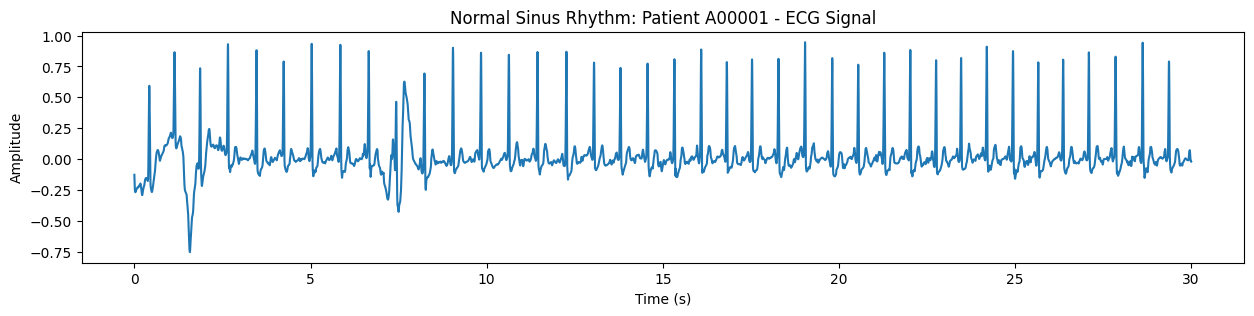 Normal Sinus Rhythm: Patient A00001 - ECG Signal
1.00
0.75
0.50
0.25
0.00
−0.25
−0.50
−0.75
Amplitude
0 5 10 15 20 25 30
Time (s)